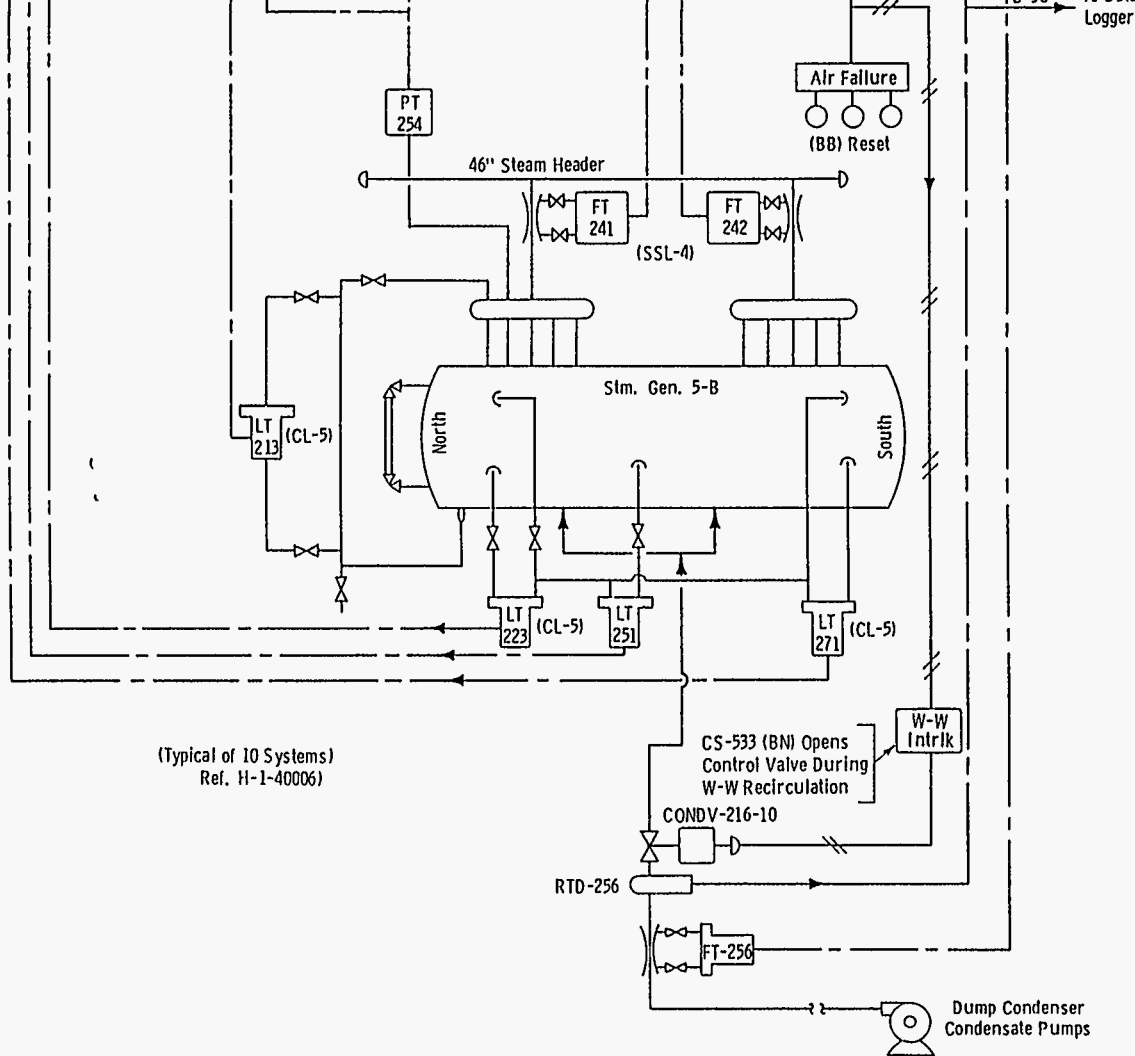 Logger
Air Failure
(BB) Reset
PT
254
46" Steam Header
FT
241
FT
242
(SSL-4)
Stm. Gen. 5-B
North
South
LT
213
(CL-5)
LT
223
(CL-5)
LT
251
LT
271
(CL-5)
W-W
Intrlk
CS-533 (BN) Opens
Control Valve During
W-W Recirculation
(Typical of 10 Systems)
Ref. H-1-40006)
CONDV-216-10
RTD-256
FT-256
Dump Condenser
Condensate Pumps